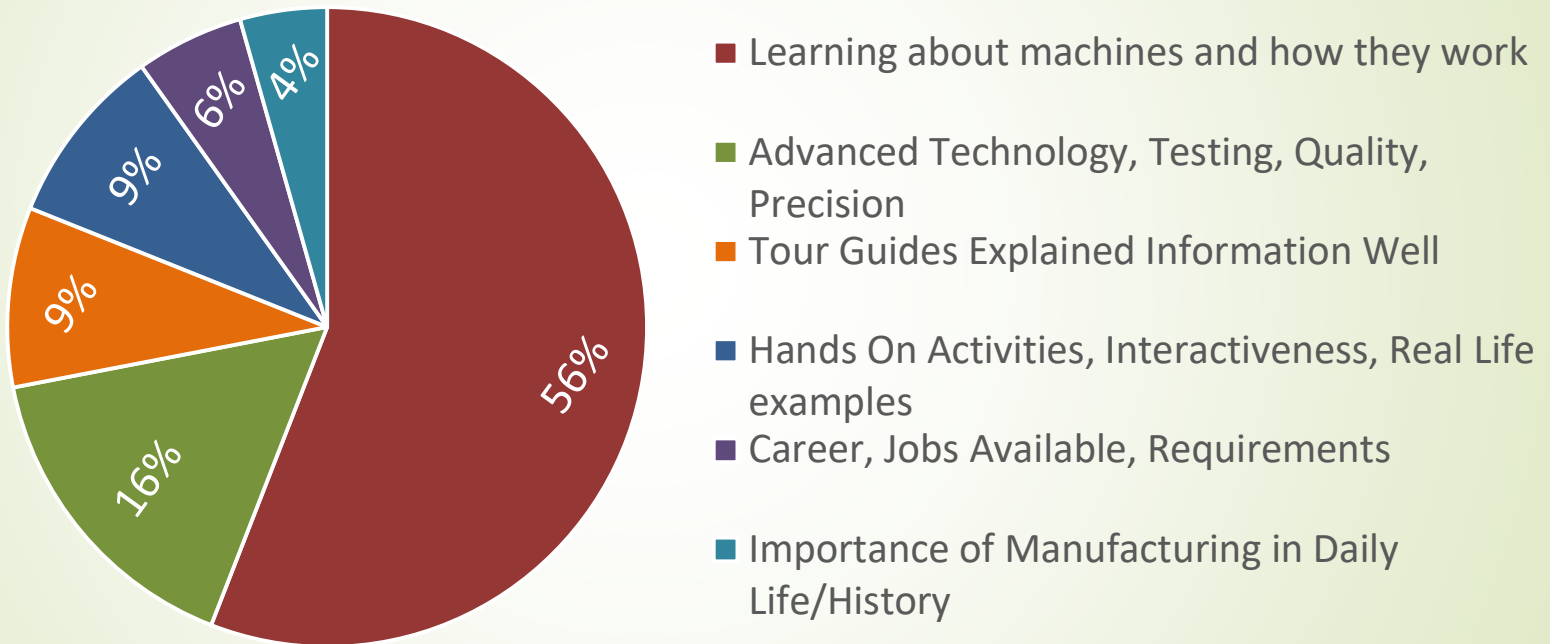 4%
6%
9%
9%
16%
56%
Learning about machines and how they work
Advanced Technology, Testing, Quality,
Precision
Tour Guides Explained Information Well
Hands On Activities, Interactiveness, Real Life
examples
Career, Jobs Available, Requirements
Importance of Manufacturing in Daily
Life/History